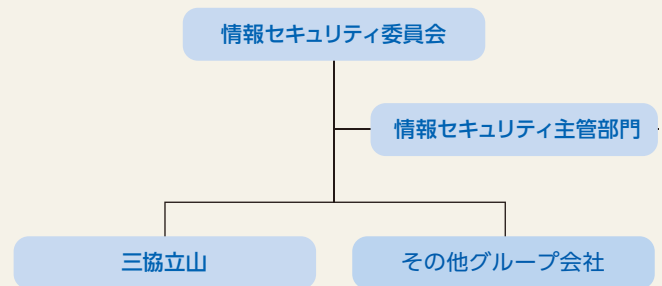 情報セキュリティ委員会
情報セキュリティ主管部門
三協立山
その他グループ会社